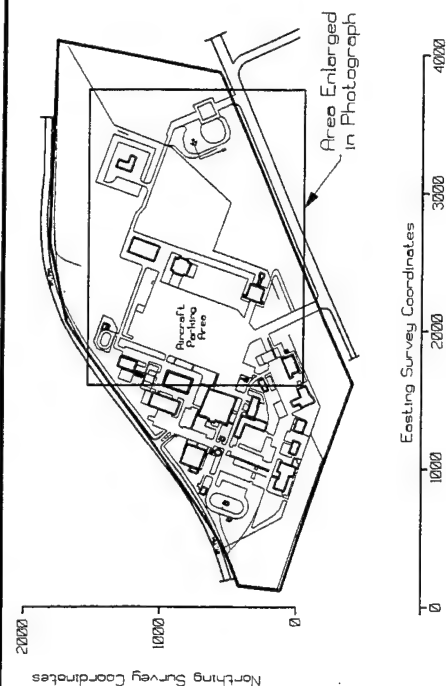 Area Enlarged
in Photograph
Aircraft
Parking
Area
Easting Survey Coordinates
0
1000
2000
3000
4000
Northing Survey Coordinates
2000
1000
0